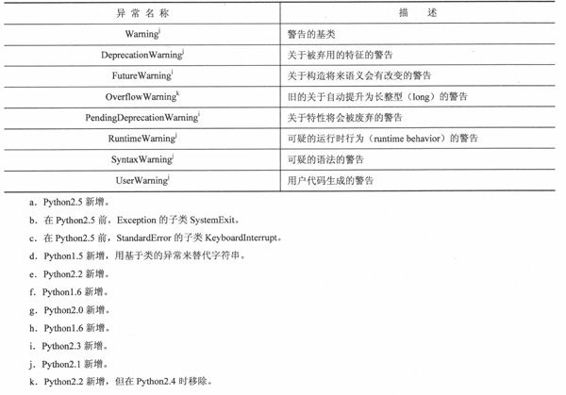 异常名称 描述
Warning^j 警告的基类
DeprecationWarning^j 关于被弃用的特征的警告
FutureWarning^i 关于构造将来语义会有改变的警告
OverflowWarning^k 旧的关于自动提升为长整型（long）的警告
PendingDeprecationWarning^i 关于特性将会被废弃的警告
RuntimeWarning^j 可疑的运行时行为（runtime behavior）的警告
SyntaxWarning^j 可疑的语法的警告
UserWarning^j 用户代码生成的警告
a. Python2.5 新增。
b. 在 Python2.5 前，Exception 的子类 SystemExit。
c. 在 Python2.5 前，StandardError 的子类 KeyboardInterrupt。
d. Python1.5 新增，用基于类的异常来替代字符串。
e. Python2.2 新增。
f. Python1.6 新增。
g. Python2.0 新增。
h. Python1.6 新增。
i. Python2.3 新增。
j. Python2.1 新增。
k. Python2.2 新增，但在 Python2.4 时移除。